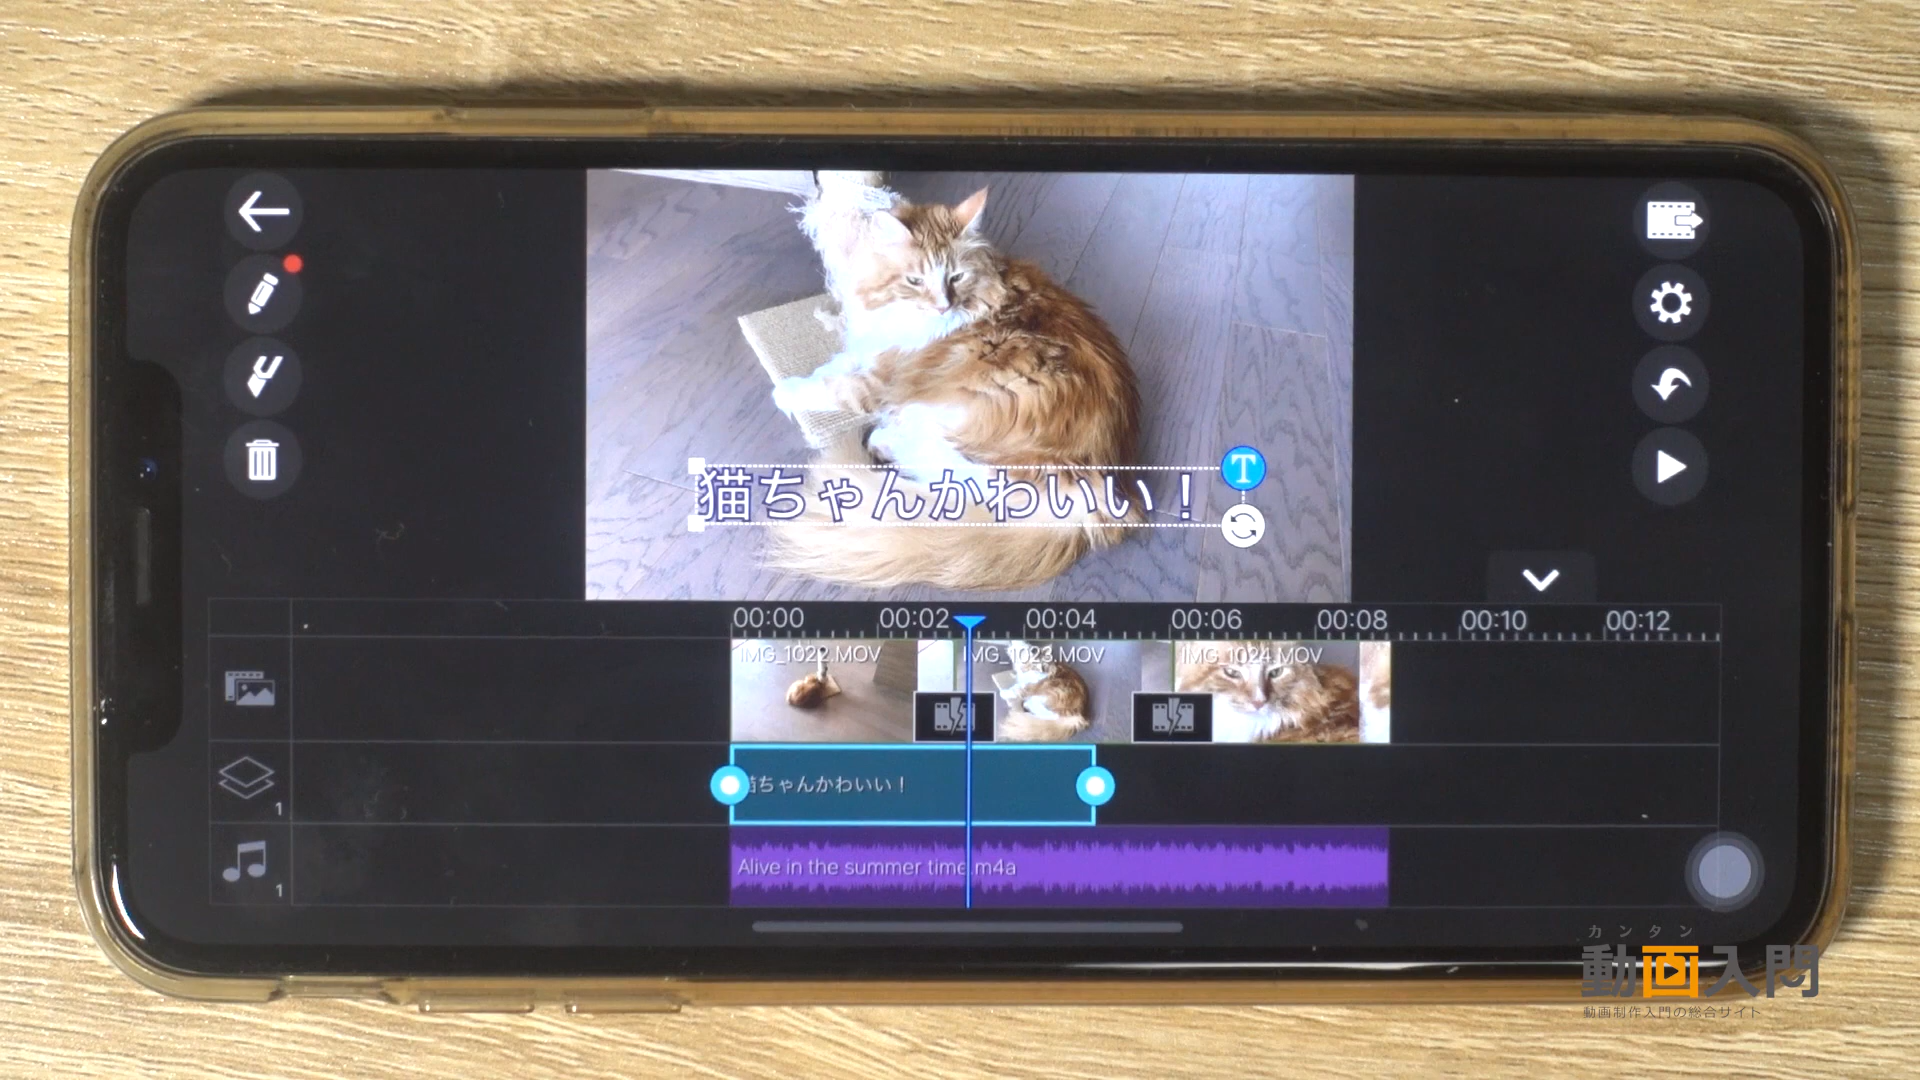 猫ちゃんかわいい！
T
00:00 00:02 00:04 00:06 00:08 00:10 00:12
IMG_1022.MOV IMG_1023.MOV IMG_1024.MOV
猫ちゃんかわいい！
1
Alive in the summer time.m4a
1
カンタン
動画入門
動画制作入門の総合サイト